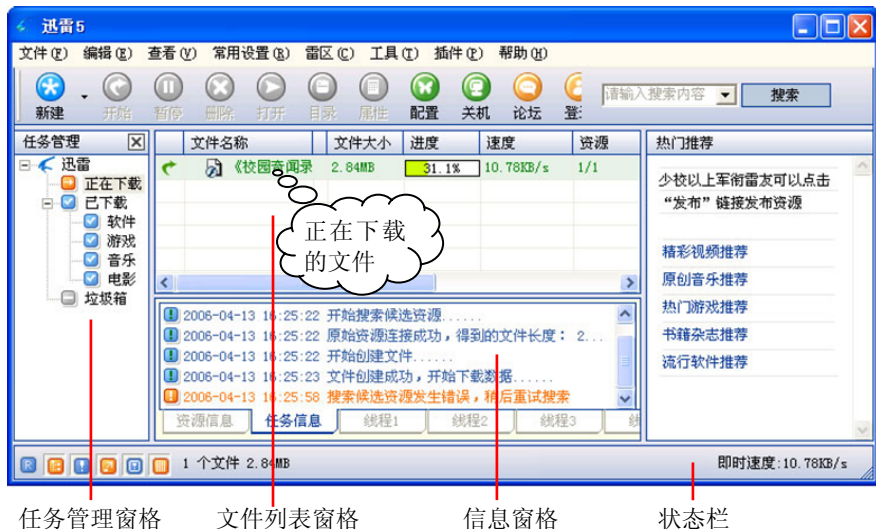 迅雷5
文件(F) 编辑(E) 查看(V) 常用设置(R) 雷区(C) 工具(T) 插件(P) 帮助(H)
新建 开始 暂停 删除 打开 目录 属性 配置 关机 论坛 请输入搜索内容 搜索
任务管理
迅雷
正在下载
已下载
软件
游戏
音乐
电影
垃圾箱
文件名称 文件大小 进度 速度 资源
《校园奇闻录 2.84MB 31.1% 10.78KB/s 1/1
正在下载
的文件
2006-04-13 16:25:22 开始搜索候选资源......
2006-04-13 16:25:22 原始资源连接成功，得到的文件长度： 2...
2006-04-13 16:25:22 开始创建文件......
2006-04-13 16:25:23 文件创建成功，开始下载数据......
2006-04-13 16:25:58 搜索候选资源发生错误，稍后重试搜索
资源信息 任务信息 线程1 线程2 线程3
热门推荐
少校以上军衔雷友可以点击
“发布”链接发布资源
精彩视频推荐
原创音乐推荐
热门游戏推荐
书籍杂志推荐
流行软件推荐
1 个文件 2.84MB 即时速度:10.78KB/s
任务管理窗格 文件列表窗格 信息窗格 状态栏